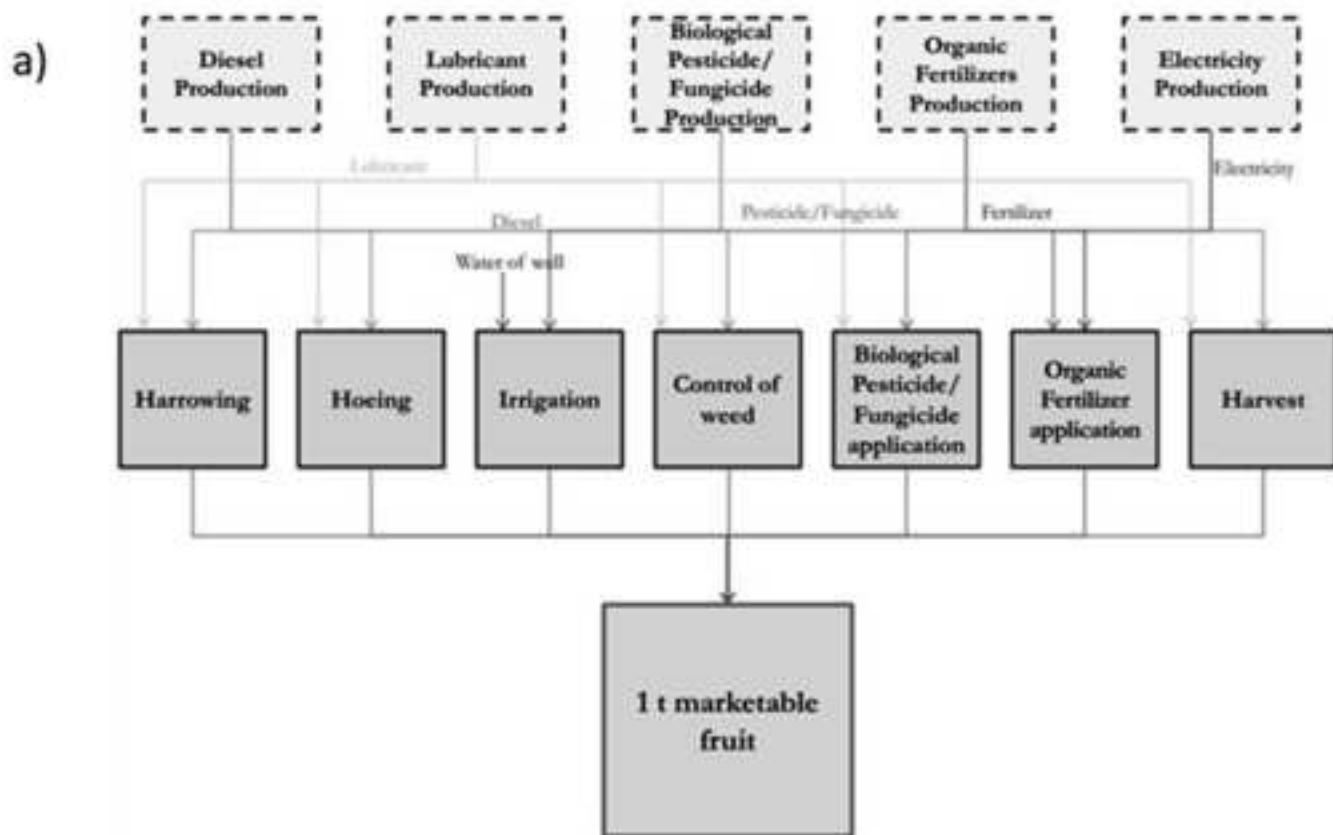 a)
Diesel
Production
Lubricant
Production
Biological
Pesticide/
Fungicide
Production
Organic
Fertilizers
Production
Electricity
Production
Lubricant
Electricity
Diesel
Pesticide/Fungicide
Fertilizer
Water of well
Harrowing
Hoeing
Irrigation
Control of
weed
Biological
Pesticide/
Fungicide
application
Organic
Fertilizer
application
Harvest
1 t marketable
fruit